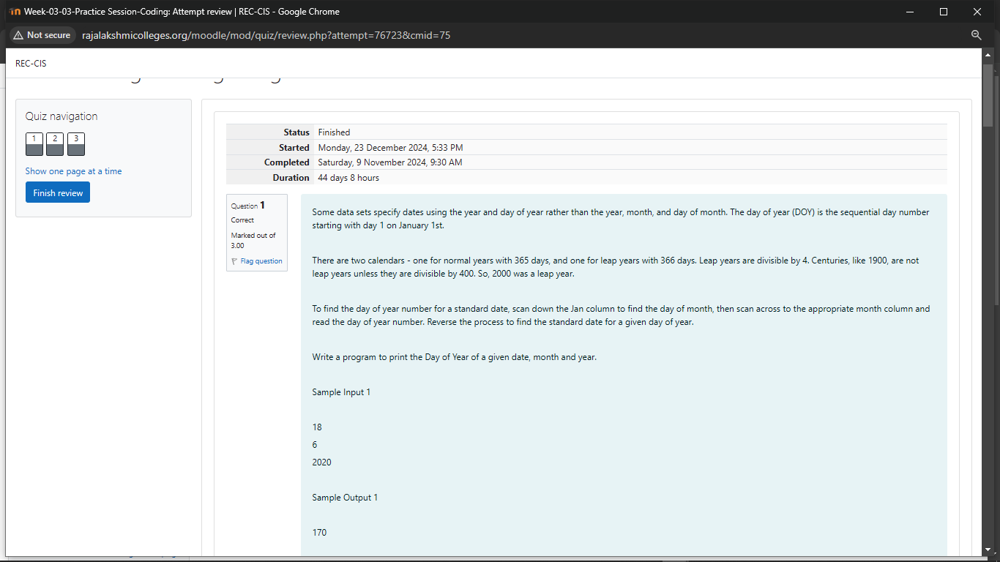 Week-03-03-Practice Session-Coding: Attempt review | REC-CIS - Google Chrome
Not secure rajalakshmicolleges.org/moodle/mod/quiz/review.php?attempt=76723&cmid=75
REC-CIS
Quiz navigation
1 2 3
Show one page at a time
Finish review
Status Finished
Started Monday, 23 December 2024, 5:33 PM
Completed Saturday, 9 November 2024, 9:30 AM
Duration 44 days 8 hours
Question 1
Correct
Marked out of
3.00
Flag question
Some data sets specify dates using the year and day of year rather than the year, month, and day of month. The day of year (DOY) is the sequential day number
starting with day 1 on January 1st.
There are two calendars - one for normal years with 365 days, and one for leap years with 366 days. Leap years are divisible by 4. Centuries, like 1900, are not
leap years unless they are divisible by 400. So, 2000 was a leap year.
To find the day of year number for a standard date, scan down the Jan column to find the day of month, then scan across to the appropriate month column and
read the day of year number. Reverse the process to find the standard date for a given day of year.
Write a program to print the Day of Year of a given date, month and year.
Sample Input 1
18
6
2020
Sample Output 1
170